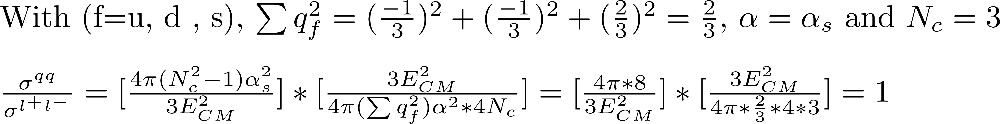 With (f=u, d , s), $\sum q_f^2 = (\frac{-1}{3})^2 + (\frac{-1}{3})^2 + (\frac{2}{3})^2 = \frac{2}{3}$, $\alpha = \alpha_s$ and $N_c = 3$
$\frac{\sigma^{q\bar{q}}}{\sigma^{l^+l^-}} = [\frac{4\pi(N_c^2-1)\alpha_s^2}{3E_{CM}^2}] * [\frac{3E_{CM}^2}{4\pi(\sum q_f^2)\alpha^2*4N_c}] = [\frac{4\pi*8}{3E_{CM}^2}] * [\frac{3E_{CM}^2}{4\pi*\frac{2}{3}*4*3}] = 1$